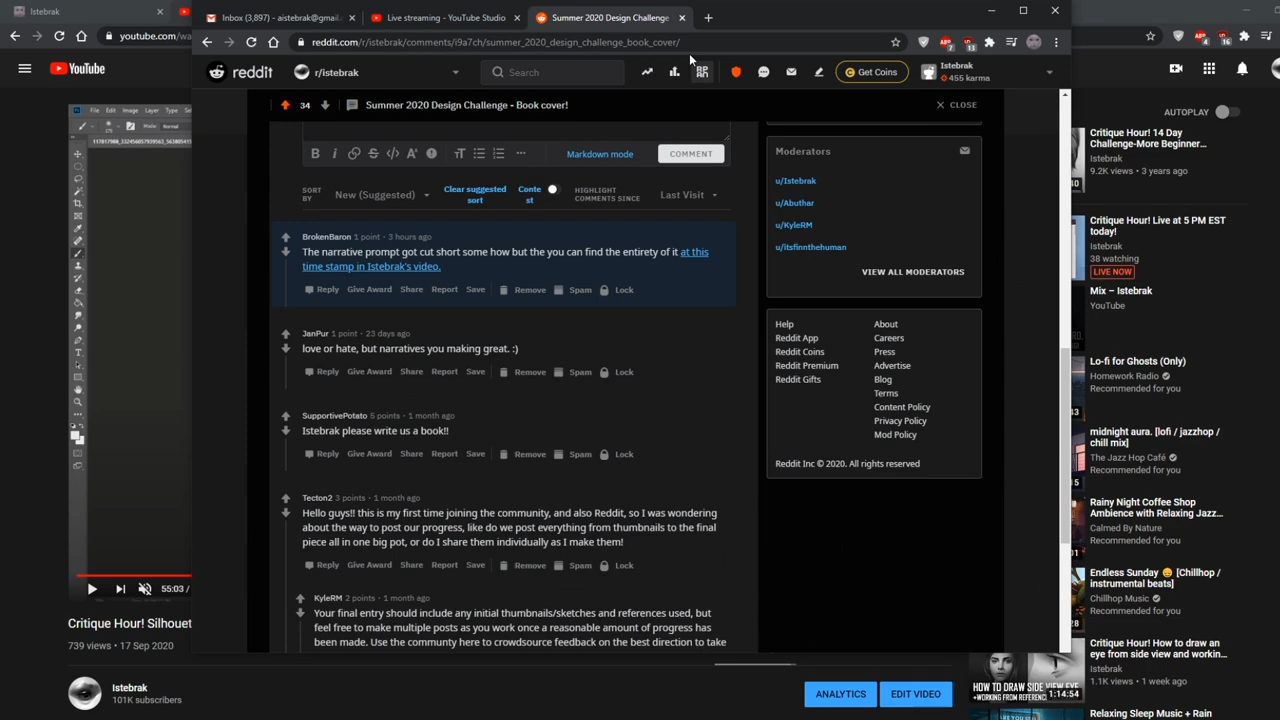 Istebrak
Inbox (3,897) - aistebrak@gmail.
Live streaming - YouTube Studio
Summer 2020 Design Challenge
youtube.com/wa
reddit.com/r/istebrak/comments/i9a7ch/summer_2020_design_challenge_book_cover/
YouTube
reddit
r/istebrak
Search
Get Coins
Istebrak
455 karma
34
Summer 2020 Design Challenge - Book cover!
CLOSE
AUTOPLAY
Ps File Edit Image Layer Type
Mode: Normal
B i
Markdown mode
COMMENT
SORT BY
New (Suggested)
Clear suggested sort
Conte st
HIGHLIGHT COMMENTS SINCE
Last Visit
BrokenBaron 1 point · 3 hours ago
The narrative prompt got cut short some how but the you can find the entirety of it at this
time stamp in Istebrak's video.
Reply Give Award Share Report Save Remove Spam Lock
JanPur 1 point · 23 days ago
love or hate, but narratives you making great. :)
Reply Give Award Share Report Save Remove Spam Lock
SupportivePotato 5 points · 1 month ago
Istebrak please write us a book!!
Reply Give Award Share Report Save Remove Spam Lock
Tecton2 3 points · 1 month ago
Hello guys!! this is my first time joining the community, and also Reddit, so I was wondering
about the way to post our progress, like do we post everything from thumbnails to the final
piece all in one big pot, or do I share them individually as I make them!
Reply Give Award Share Report Save Remove Spam Lock
KyleRM 2 points · 1 month ago
Your final entry should include any initial thumbnails/sketches and references used, but
feel free to make multiple posts as you work once a reasonable amount of progress has
been made. Use the communty here to crowdsource feedback on the best direction to take
Moderators
u/Istebrak
u/Abuthar
u/KyleRM
u/itsfinnthehuman
VIEW ALL MODERATORS
Help
Reddit App
Reddit Coins
Reddit Premium
Reddit Gifts
About
Careers
Press
Advertise
Blog
Terms
Content Policy
Privacy Policy
Mod Policy
Reddit Inc © 2020. All rights reserved
Critique Hour! 14 Day
Challenge-More Beginner...
Istebrak
9.2K views • 3 years ago
Critique Hour! Live at 5 PM EST
today!
Istebrak
38 watching
LIVE NOW
Mix – Istebrak
YouTube
Lo-fi for Ghosts (Only)
Homework Radio
Recommended for you
midnight aura. [lofi / jazzhop /
chill mix]
The Jazz Hop Café
Recommended for you
Rainy Night Coffee Shop
Ambience with Relaxing Jazz...
Calmed By Nature
Recommended for you
Endless Sunday 😌 [Chillhop /
instrumental beats]
Chillhop Music
Recommended for you
Critique Hour! How to draw an
eye from side view and workin...
Istebrak
1.1K views • 1 week ago
HOW TO DRAW SIDE VIEW EYE
+WORKING FROM REFERENCE
1:14:54
Relaxing Sleep Music + Rain
55:03 /
Critique Hour! Silhouet
739 views • 17 Sep 2020
Istebrak
101K subscribers
ANALYTICS
EDIT VIDEO